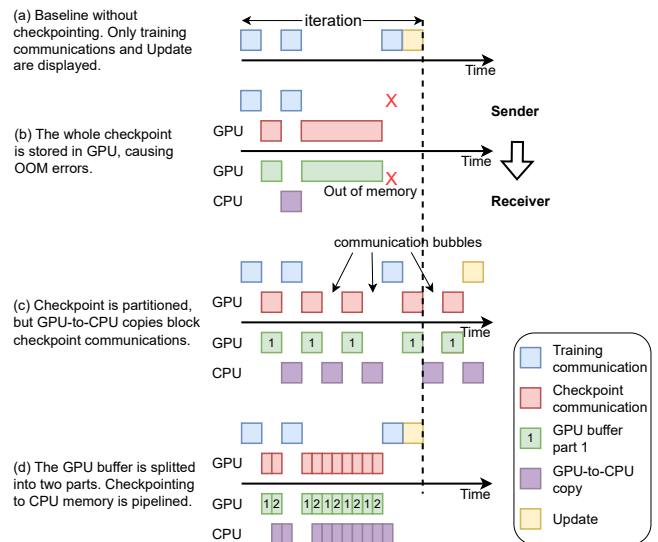 (a) Baseline without
checkpointing. Only training
communications and Update
are displayed.
iteration
Time
X
Sender
GPU
(b) The whole checkpoint
is stored in GPU, causing
OOM errors.
Time
GPU
X
Out of memory
CPU
Receiver
communication bubbles
GPU
(c) Checkpoint is partitioned,
but GPU-to-CPU copies block
checkpoint communications.
Time
GPU
1 1 1 1 1
CPU
(d) The GPU buffer is splitted
into two parts. Checkpointing
to CPU memory is pipelined.
GPU
Time
GPU
1 2 1 2 1 2 1 2 1 2
CPU
Training
communication
Checkpoint
communication
1
GPU buffer
part 1
GPU-to-CPU
copy
Update